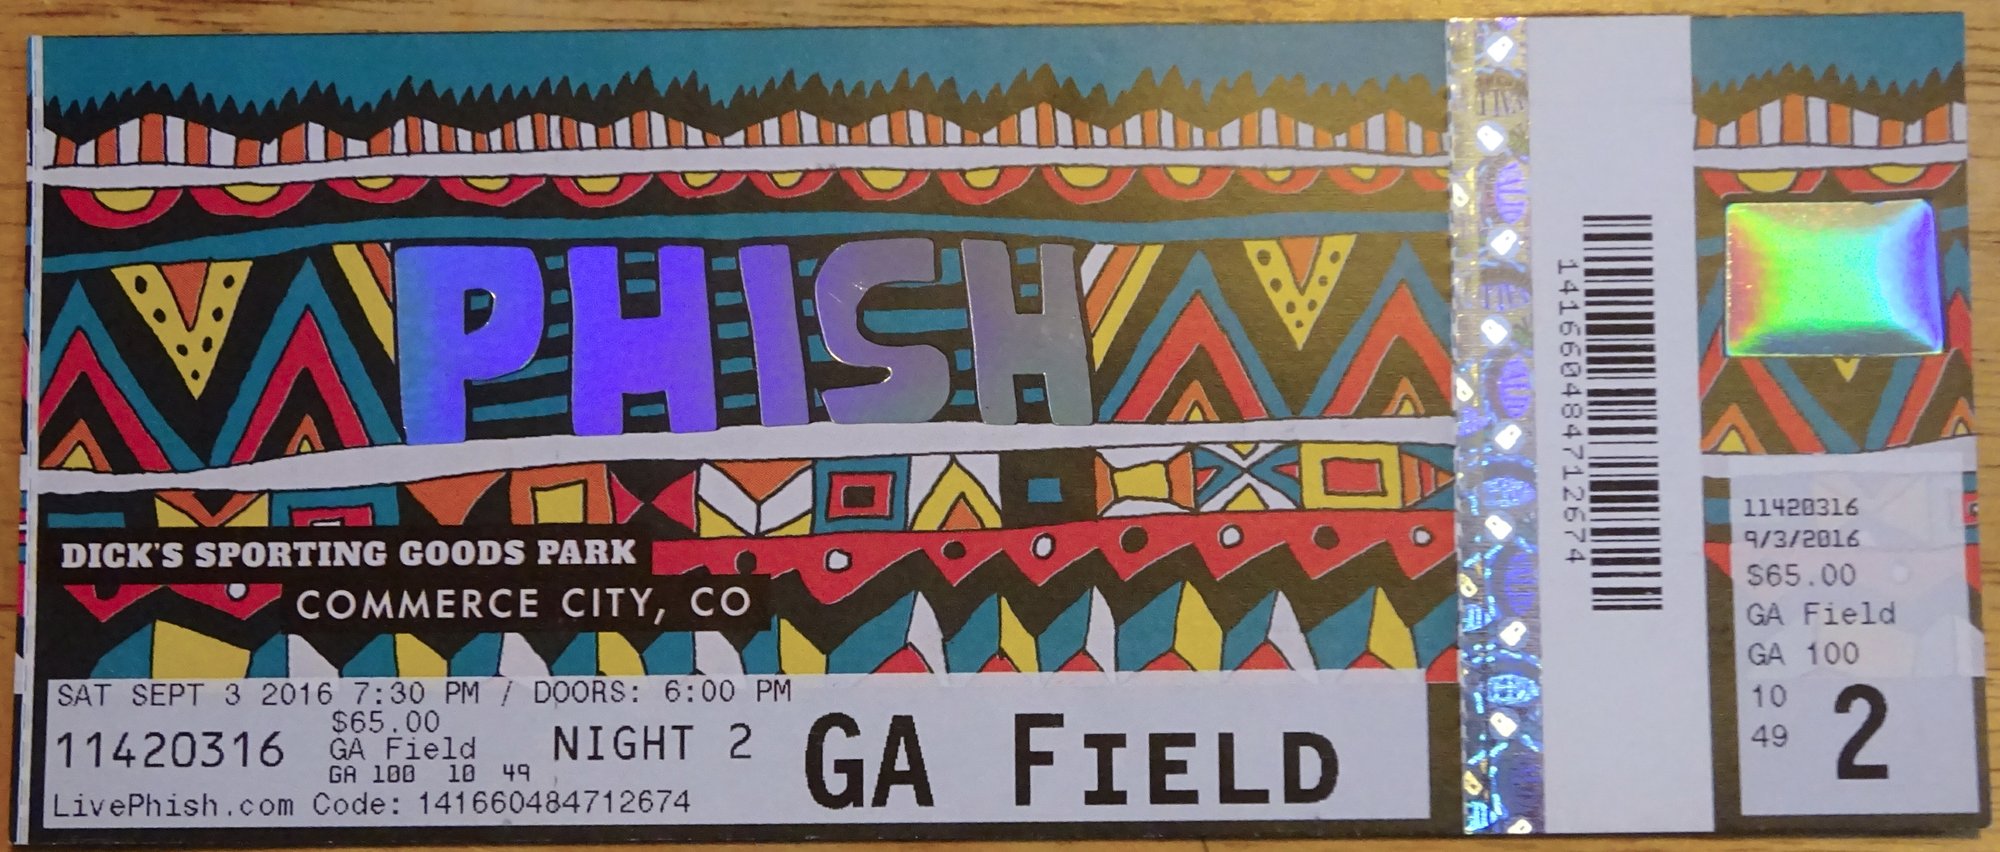 PHISH
DICK'S SPORTING GOODS PARK
COMMERCE CITY, CO
SAT SEPT 3 2016 7:30 PM / DOORS: 6:00 PM
11420316
$65.00
GA Field
GA 100 10 49
NIGHT 2
GA FIELD
LivePhish.com Code: 141660484712674
141660484712674
11420316
9/3/2016
$65.00
GA Field
GA 100
10
49
2